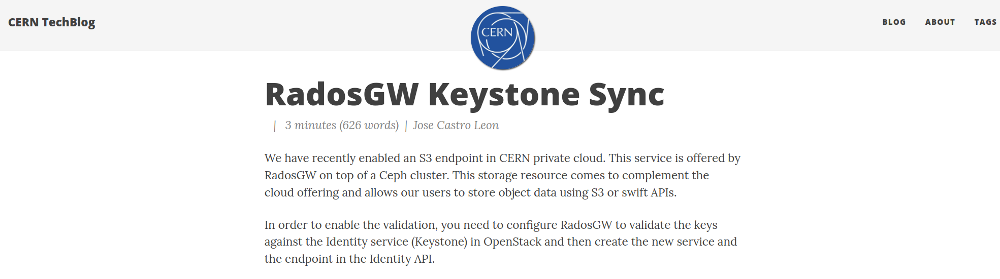 CERN TechBlog
CERN
BLOG ABOUT TAGS
RadosGW Keystone Sync
| 3 minutes (626 words) | Jose Castro Leon
We have recently enabled an S3 endpoint in CERN private cloud. This service is offered by
RadosGW on top of a Ceph cluster. This storage resource comes to complement the
cloud offering and allows our users to store object data using S3 or swift APIs.
In order to enable the validation, you need to configure RadosGW to validate the keys
against the Identity service (Keystone) in OpenStack and then create the new service and
the endpoint in the Identity API.